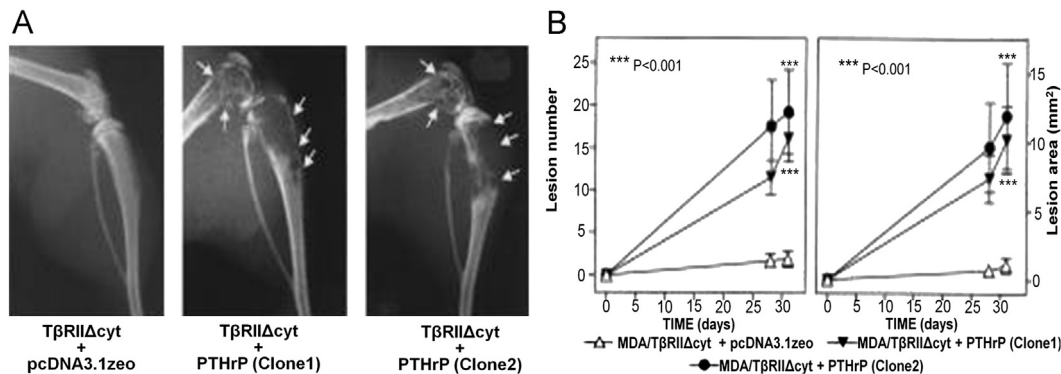 A
TβRIIΔcyt
+
pcDNA3.1zeo
TβRIIΔcyt
+
PTHrP (Clone1)
TβRIIΔcyt
+
PTHrP (Clone2)
B
*** P<0.001
***
***
Lesion number
25
20
15
10
5
0
0 5 10 15 20 25 30 35
TIME (days)
*** P<0.001
***
***
Lesion area (mm²)
15
10
5
0
0 5 10 15 20 25 30 35
TIME (days)
MDA/TβRIIΔcyt + pcDNA3.1zeo
MDA/TβRIIΔcyt + PTHrP (Clone1)
MDA/TβRIIΔcyt + PTHrP (Clone2)